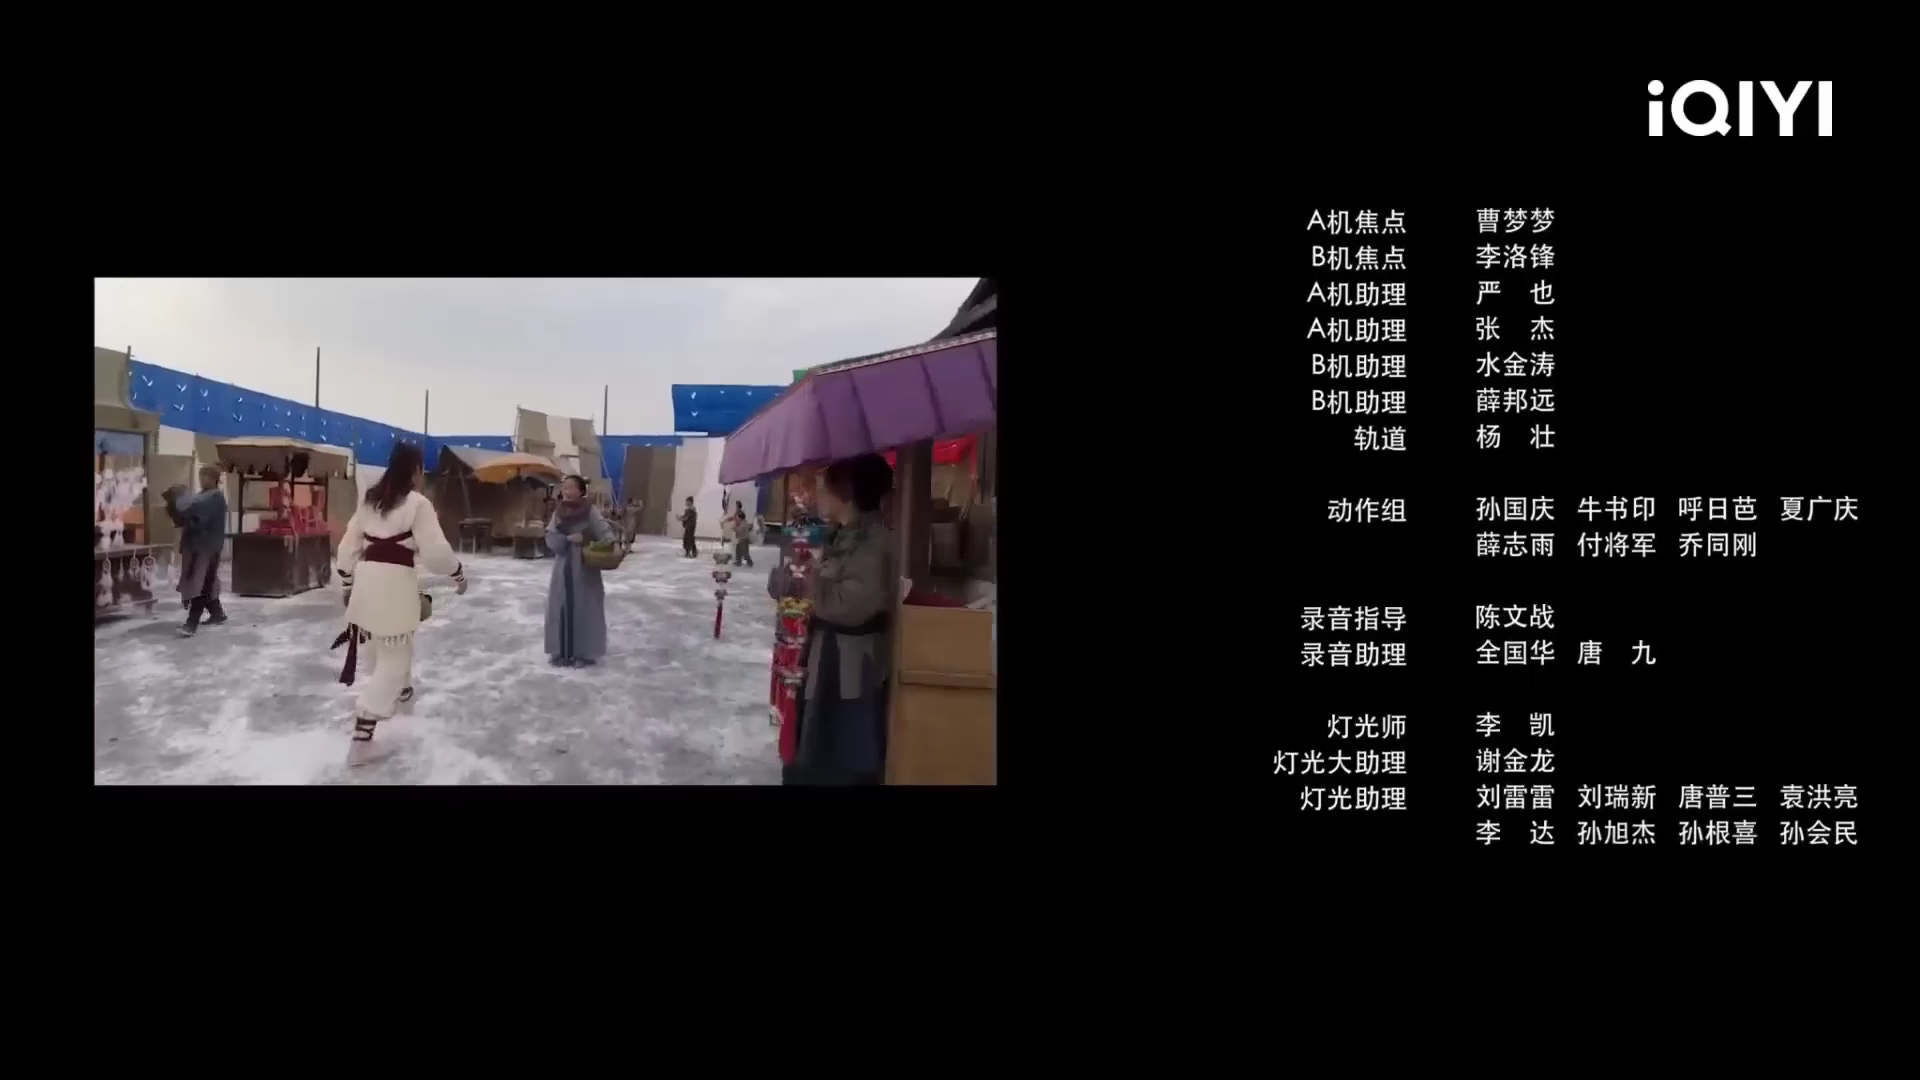 iQIYI
A机焦点 曹梦梦
B机焦点 李洛锋
A机助理 严 也
A机助理 张 杰
B机助理 水金涛
B机助理 薛邦远
轨道 杨 壮
动作组 孙国庆 牛书印 呼日芭 夏广庆
薛志雨 付将军 乔同刚
录音指导 陈文战
录音助理 全国华 唐 九
灯光师 李 凯
灯光大助理 谢金龙
灯光助理 刘雷雷 刘瑞新 唐普三 袁洪亮
李 达 孙旭杰 孙根喜 孙会民